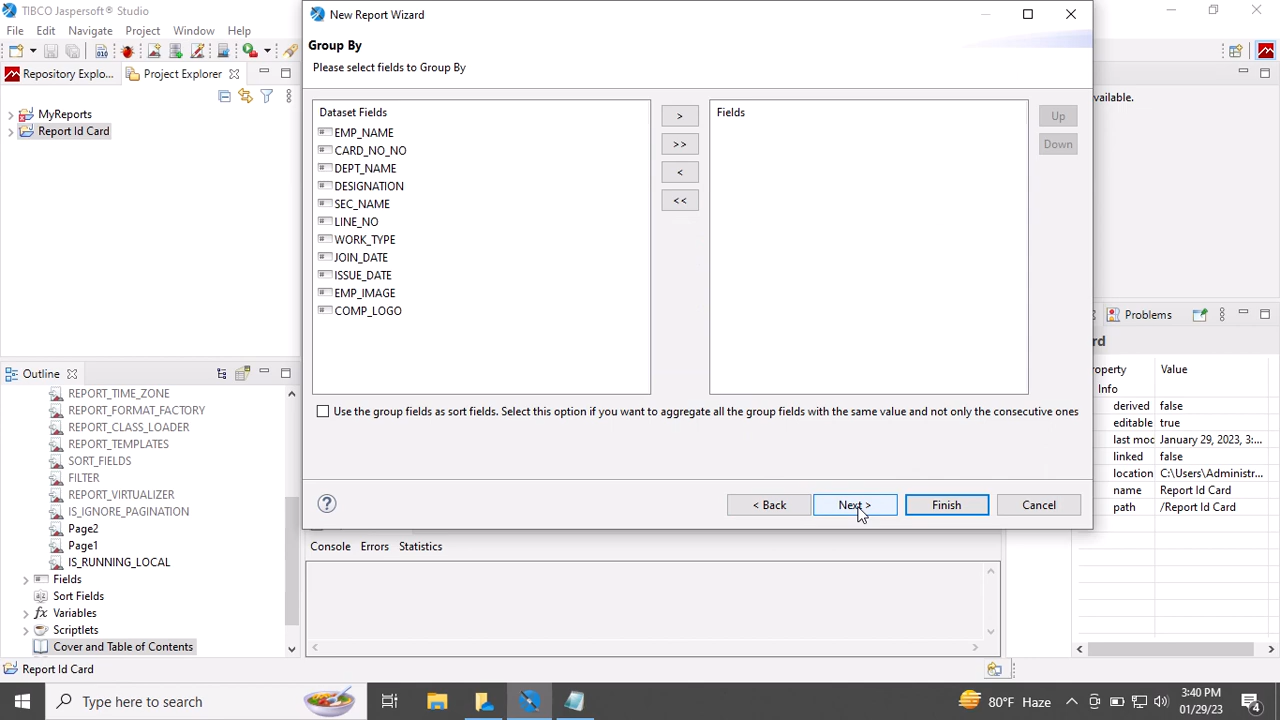 TIBCO Jaspersoft® Studio
New Report Wizard
File Edit Navigate Project Window Help
Group By
Please select fields to Group By
Repository Explo...
Project Explorer
vailable.
MyReports
Report Id Card
Dataset Fields
EMP_NAME
CARD_NO_NO
DEPT_NAME
DESIGNATION
SEC_NAME
LINE_NO
WORK_TYPE
JOIN_DATE
ISSUE_DATE
EMP_IMAGE
COMP_LOGO
>
>>
<
<<
Fields
Up
Down
Use the group fields as sort fields. Select this option if you want to aggregate all the group fields with the same value and not only the consecutive ones
< Back
Next >
Finish
Cancel
Outline
REPORT_TIME_ZONE
REPORT_FORMAT_FACTORY
REPORT_CLASS_LOADER
REPORT_TEMPLATES
SORT_FIELDS
FILTER
REPORT_VIRTUALIZER
IS_IGNORE_PAGINATION
Page2
Page1
IS_RUNNING_LOCAL
Fields
Sort Fields
fx Variables
Scriptlets
Cover and Table of Contents
Report Id Card
Console Errors Statistics
Problems
rd
operty Value
Info
derived false
editable true
last moc January 29, 2023, 3:...
linked false
location C:\Users\Administr...
name Report Id Card
path /Report Id Card
Type here to search
80°F Haze
3:40 PM
01/29/23
4